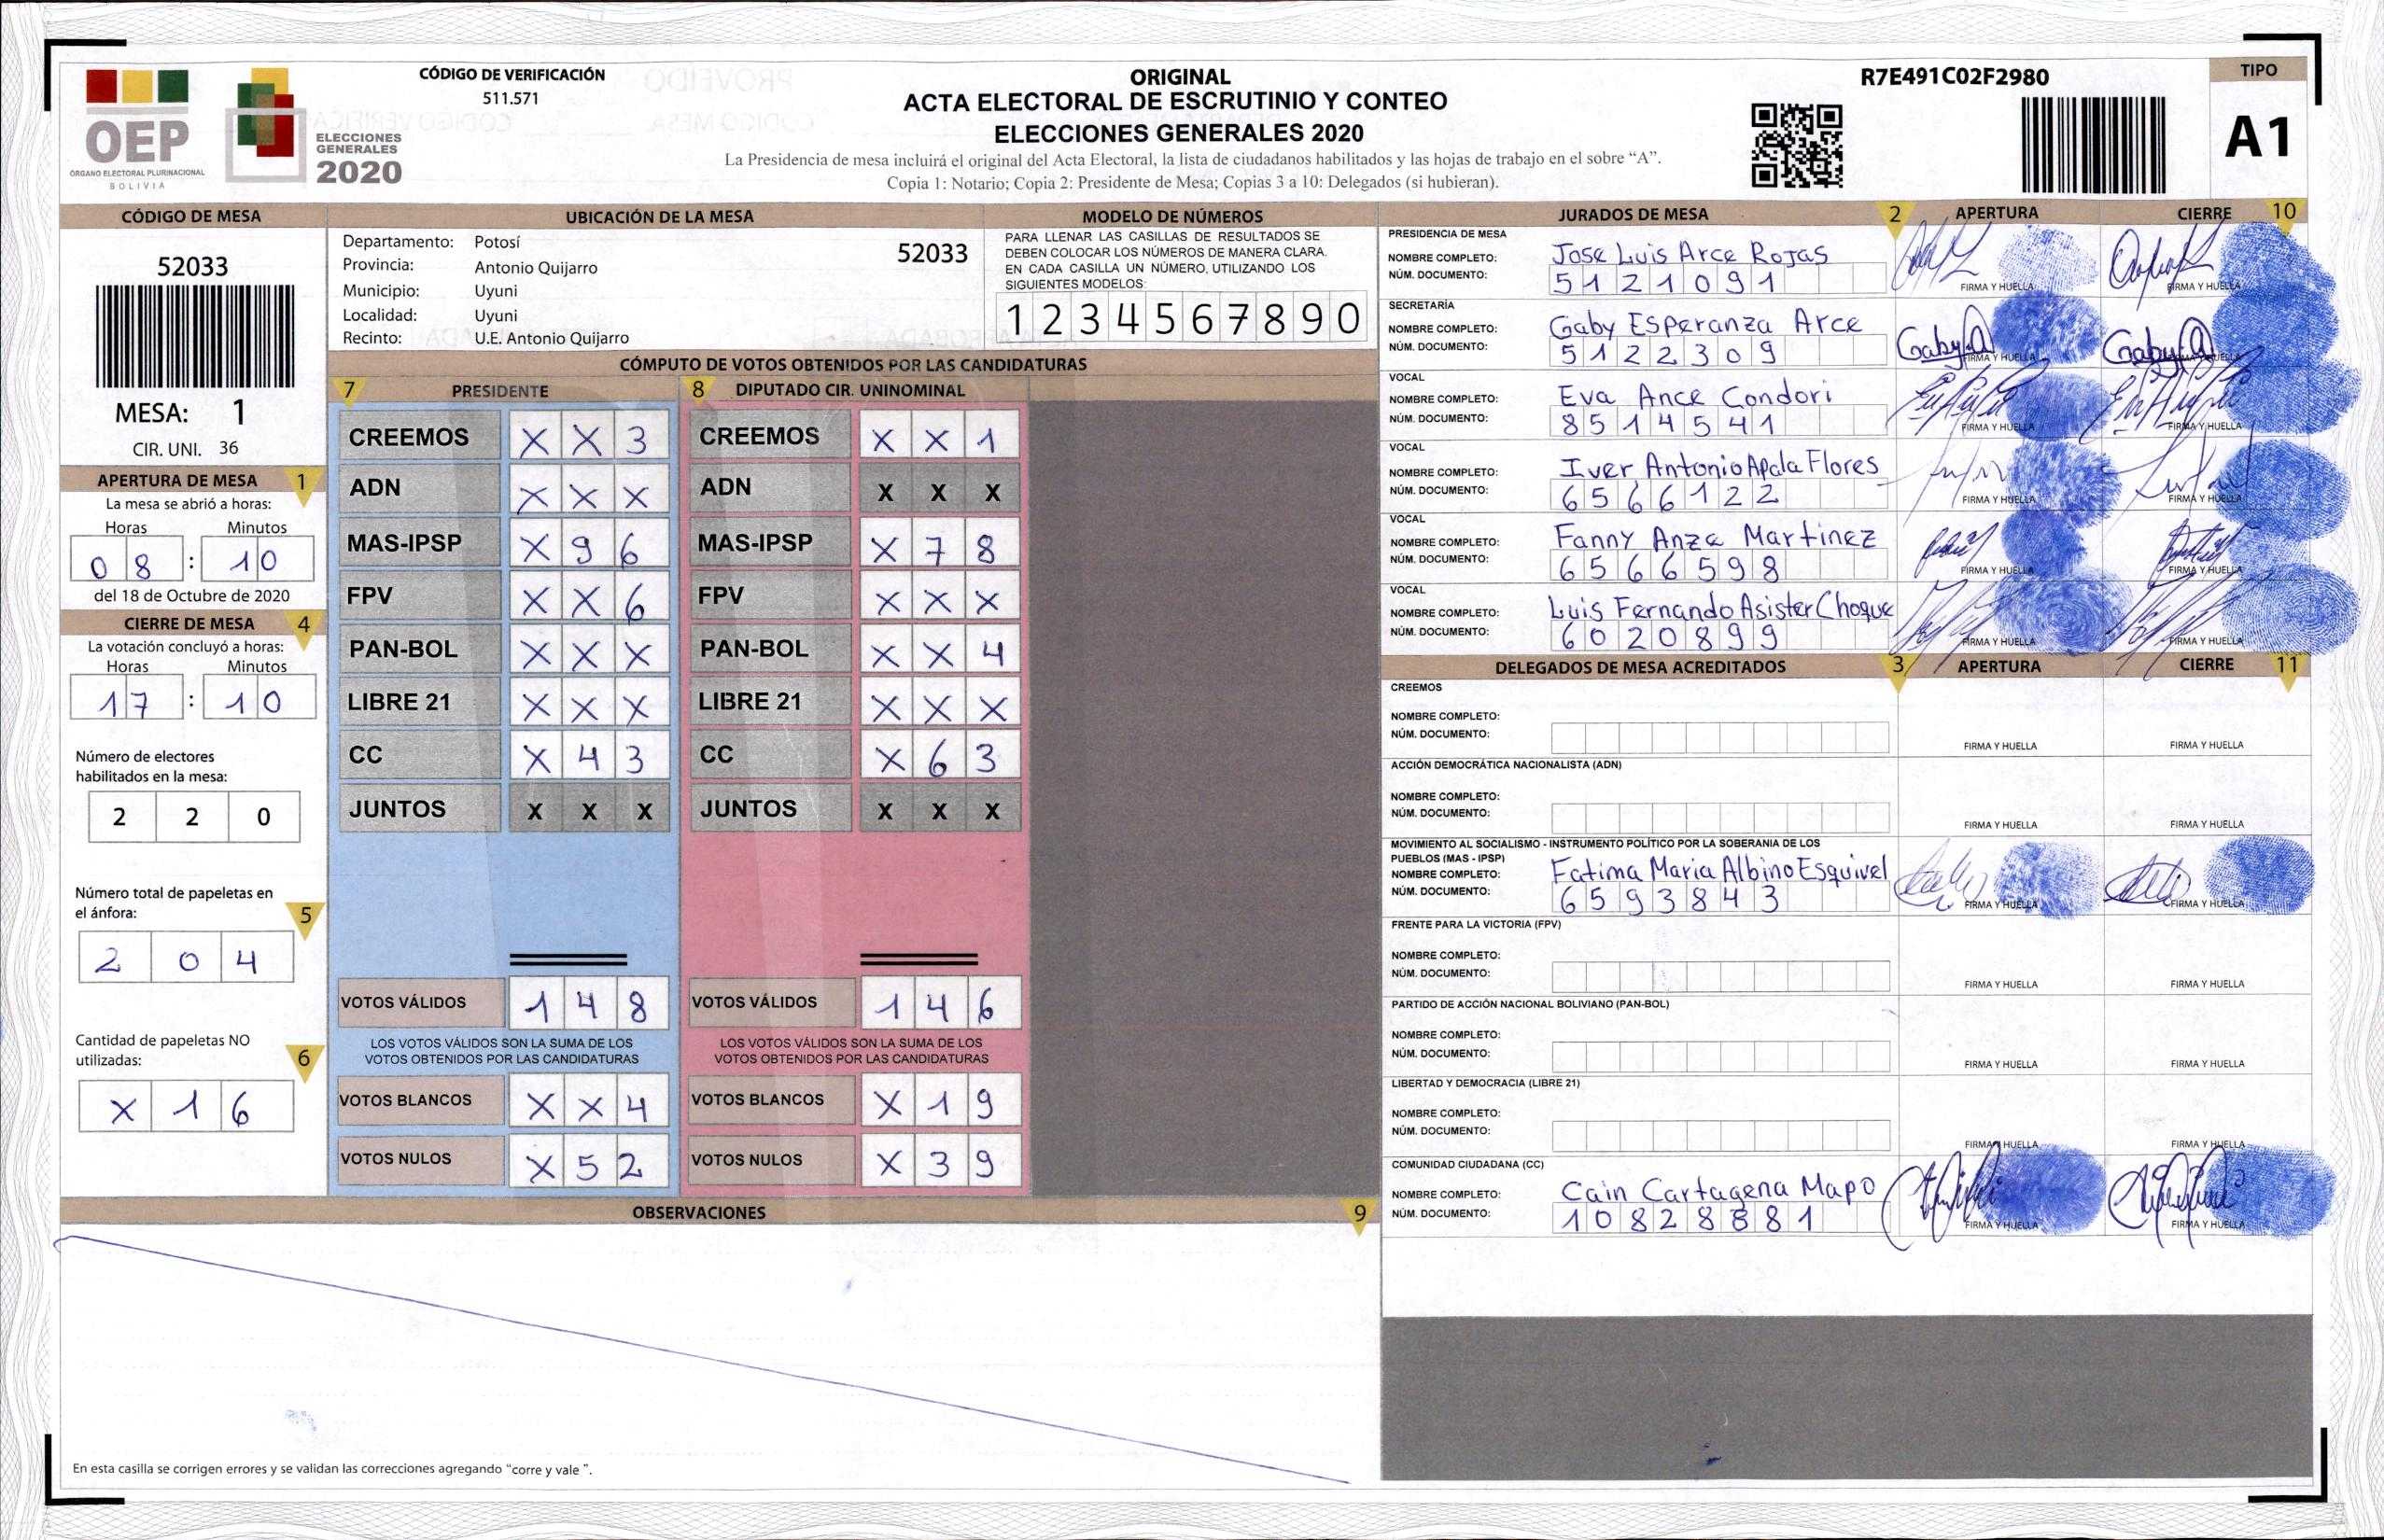 OEP
ÓRGANO ELECTORAL PLURINACIONAL
BOLIVIA
ELECCIONES
GENERALES
2020
CÓDIGO DE VERIFICACIÓN
511.571
ORIGINAL
ACTA ELECTORAL DE ESCRUTINIO Y CONTEO
ELECCIONES GENERALES 2020
La Presidencia de mesa incluirá el original del Acta Electoral, la lista de ciudadanos habilitados y las hojas de trabajo en el sobre “A”.
Copia 1: Notario; Copia 2: Presidente de Mesa; Copias 3 a 10: Delegados (si hubieran).
R7E491C02F2980
TIPO
A1
CÓDIGO DE MESA
52033
MESA: 1
CIR. UNI. 36
APERTURA DE MESA 1
La mesa se abrió a horas:
Horas Minutos
08 : 10
del 18 de Octubre de 2020
CIERRE DE MESA 4
La votación concluyó a horas:
Horas Minutos
17 : 10
Número de electores
habilitados en la mesa:
2 2 0
Número total de papeletas en
el ánfora: 5
2 0 4
Cantidad de papeletas NO
utilizadas: 6
X 1 6
UBICACIÓN DE LA MESA
Departamento: Potosí 52033
Provincia: Antonio Quijarro
Municipio: Uyuni
Localidad: Uyuni
Recinto: U.E. Antonio Quijarro
MODELO DE NÚMEROS
PARA LLENAR LAS CASILLAS DE RESULTADOS SE
DEBEN COLOCAR LOS NÚMEROS DE MANERA CLARA.
EN CADA CASILLA UN NÚMERO, UTILIZANDO LOS
SIGUIENTES MODELOS:
1 2 3 4 5 6 7 8 9 0
CÓMPUTO DE VOTOS OBTENIDOS POR LAS CANDIDATURAS
7 PRESIDENTE
CREEMOS X X 3
ADN X X X
MAS-IPSP X 9 6
FPV X X 6
PAN-BOL X X X
LIBRE 21 X X X
CC X 4 3
JUNTOS X X X
VOTOS VÁLIDOS 1 4 8
LOS VOTOS VÁLIDOS SON LA SUMA DE LOS
VOTOS OBTENIDOS POR LAS CANDIDATURAS
VOTOS BLANCOS X X 4
VOTOS NULOS X 5 2
8 DIPUTADO CIR. UNINOMINAL
CREEMOS X X 1
ADN X X X
MAS-IPSP X 7 8
FPV X X X
PAN-BOL X X 4
LIBRE 21 X X X
CC X 6 3
JUNTOS X X X
VOTOS VÁLIDOS 1 4 6
LOS VOTOS VÁLIDOS SON LA SUMA DE LOS
VOTOS OBTENIDOS POR LAS CANDIDATURAS
VOTOS BLANCOS X 1 9
VOTOS NULOS X 3 9
OBSERVACIONES 9
En esta casilla se corrigen errores y se validan las correcciones agregando “corre y vale ”.
JURADOS DE MESA 2 APERTURA CIERRE 10
PRESIDENCIA DE MESA
NOMBRE COMPLETO: Jose Luis Arce Rojas
NÚM. DOCUMENTO: 5121091
FIRMA Y HUELLA FIRMA Y HUELLA
SECRETARÍA
NOMBRE COMPLETO: Gaby Esperanza Arce
NÚM. DOCUMENTO: 5122309
FIRMA Y HUELLA FIRMA Y HUELLA
VOCAL
NOMBRE COMPLETO: Eva Ance Condori
NÚM. DOCUMENTO: 8514541
FIRMA Y HUELLA FIRMA Y HUELLA
VOCAL
NOMBRE COMPLETO: Iver Antonio Apala Flores
NÚM. DOCUMENTO: 6566122
FIRMA Y HUELLA FIRMA Y HUELLA
VOCAL
NOMBRE COMPLETO: Fanny Anza Martinez
NÚM. DOCUMENTO: 6566598
FIRMA Y HUELLA FIRMA Y HUELLA
VOCAL
NOMBRE COMPLETO: Luis Fernando Asister Choque
NÚM. DOCUMENTO: 6020899
FIRMA Y HUELLA FIRMA Y HUELLA
DELEGADOS DE MESA ACREDITADOS 3 APERTURA CIERRE 11
CREEMOS
NOMBRE COMPLETO:
NÚM. DOCUMENTO:
FIRMA Y HUELLA FIRMA Y HUELLA
ACCIÓN DEMOCRÁTICA NACIONALISTA (ADN)
NOMBRE COMPLETO:
NÚM. DOCUMENTO:
FIRMA Y HUELLA FIRMA Y HUELLA
MOVIMIENTO AL SOCIALISMO - INSTRUMENTO POLÍTICO POR LA SOBERANIA DE LOS
PUEBLOS (MAS - IPSP)
NOMBRE COMPLETO: Fatima Maria Albino Esquivel
NÚM. DOCUMENTO: 6593843
FIRMA Y HUELLA FIRMA Y HUELLA
FRENTE PARA LA VICTORIA (FPV)
NOMBRE COMPLETO:
NÚM. DOCUMENTO:
FIRMA Y HUELLA FIRMA Y HUELLA
PARTIDO DE ACCIÓN NACIONAL BOLIVIANO (PAN-BOL)
NOMBRE COMPLETO:
NÚM. DOCUMENTO:
FIRMA Y HUELLA FIRMA Y HUELLA
LIBERTAD Y DEMOCRACIA (LIBRE 21)
NOMBRE COMPLETO:
NÚM. DOCUMENTO:
FIRMA Y HUELLA FIRMA Y HUELLA
COMUNIDAD CIUDADANA (CC)
NOMBRE COMPLETO: Cain Cartagena Mapo
NÚM. DOCUMENTO: 10828881
FIRMA Y HUELLA FIRMA Y HUELLA